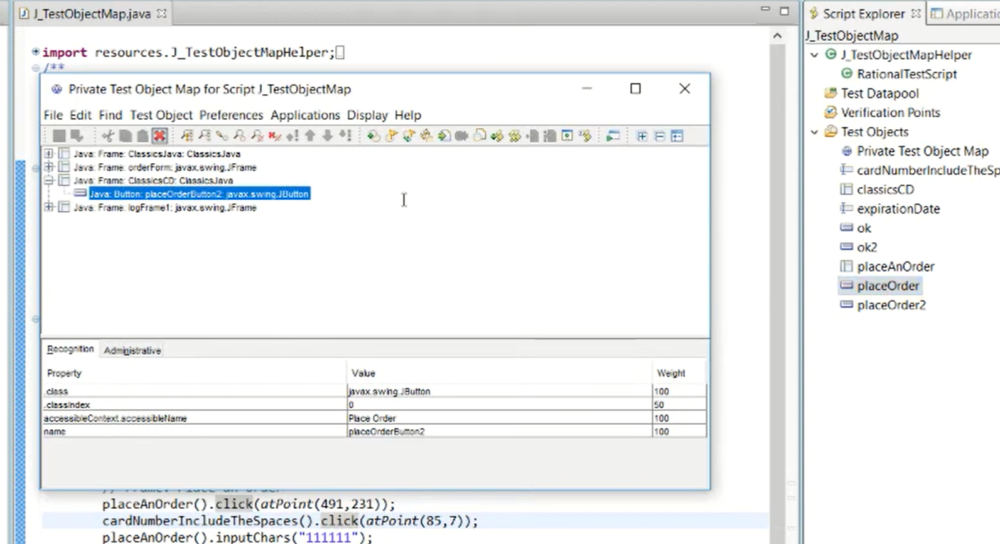 J_TestObjectMap.java
import resources.J_TestObjectMapHelper;
/**
Private Test Object Map for Script J_TestObjectMap
File Edit Find Test Object Preferences Applications Display Help
Java: Frame: ClassicsJava: ClassicsJava
Java: Frame: orderForm: javax.swing.JFrame
Java: Frame: ClassicsCD: ClassicsJava
Java: Button: placeOrderButton2: javax.swing.JButton
Java: Frame: logFrame1: javax.swing.JFrame
Recognition Administrative
Property Value Weight
.class javax.swing.JButton 100
.classIndex 0 50
accessibleContext.accessibleName Place Order 100
name placeOrderButton2 100
placeAnOrder().click(atPoint(491,231));
cardNumberIncludeTheSpaces().click(atPoint(85,7));
placeAnOrder().inputChars("111111");
Script Explorer Applicatio
J_TestObjectMap
J_TestObjectMapHelper
RationalTestScript
Test Datapool
Verification Points
Test Objects
Private Test Object Map
cardNumberIncludeTheSp
classicsCD
expirationDate
ok
ok2
placeAnOrder
placeOrder
placeOrder2